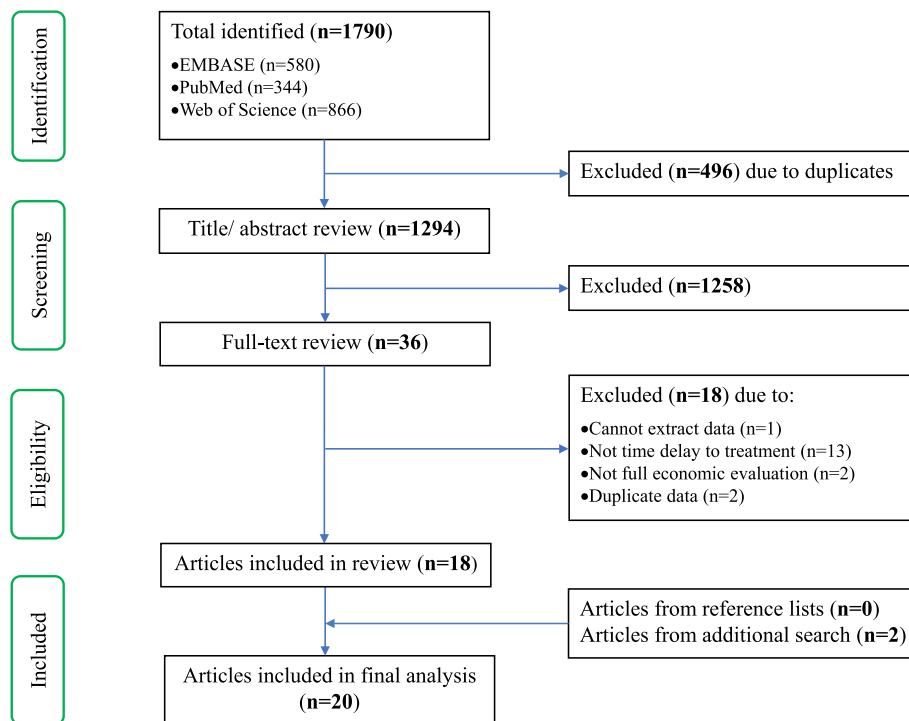 Identification
Total identified (n=1790)
•EMBASE (n=580)
•PubMed (n=344)
•Web of Science (n=866)
Excluded (n=496) due to duplicates
Screening
Title/ abstract review (n=1294)
Excluded (n=1258)
Full-text review (n=36)
Eligibility
Excluded (n=18) due to:
•Cannot extract data (n=1)
•Not time delay to treatment (n=13)
•Not full economic evaluation (n=2)
•Duplicate data (n=2)
Articles included in review (n=18)
Included
Articles from reference lists (n=0)
Articles from additional search (n=2)
Articles included in final analysis
(n=20)